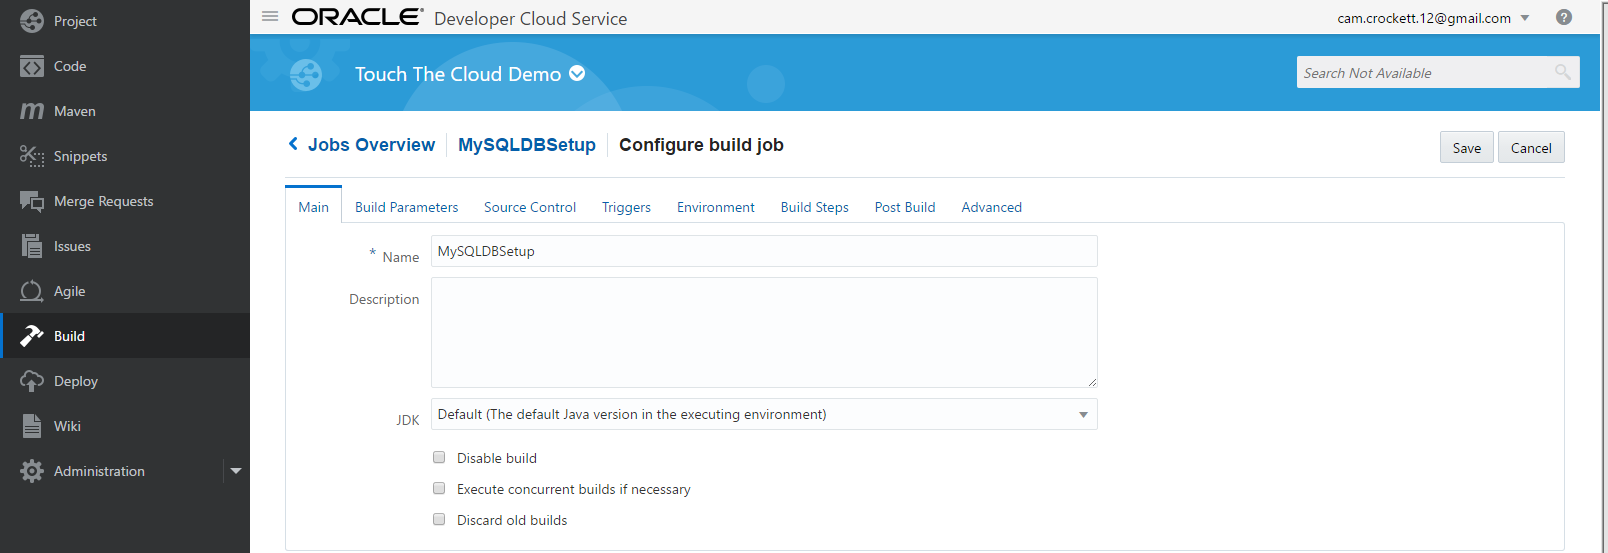 Project
Code
Maven
Snippets
Merge Requests
Issues
Agile
Build
Deploy
Wiki
Administration
ORACLE® Developer Cloud Service
cam.crockett.12@gmail.com ?
Touch The Cloud Demo
Search Not Available
Jobs Overview MySQLDBSetup Configure build job
Save Cancel
Main Build Parameters Source Control Triggers Environment Build Steps Post Build Advanced
* Name MySQLDBSetup
Description
JDK Default (The default Java version in the executing environment)
Disable build
Execute concurrent builds if necessary
Discard old builds